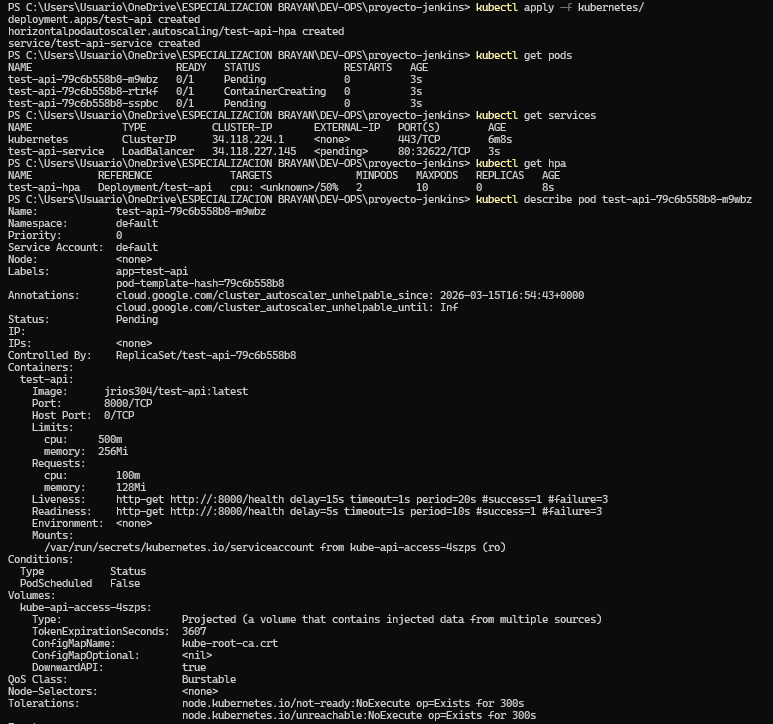 PS C:\Users\Usuario\OneDrive\ESPECIALIZACION BRAYAN\DEV-OPS\proyecto-jenkins> kubectl apply -f kubernetes/
deployment.apps/test-api created
horizontalpodautoscaler.autoscaling/test-api-hpa created
service/test-api-service created
PS C:\Users\Usuario\OneDrive\ESPECIALIZACION BRAYAN\DEV-OPS\proyecto-jenkins> kubectl get pods
NAME                        READY   STATUS              RESTARTS   AGE
test-api-79c6b558b8-m9wbz   0/1     Pending             0          3s
test-api-79c6b558b8-rtrkf   0/1     ContainerCreating   0          3s
test-api-79c6b558b8-sspbc   0/1     Pending             0          3s
PS C:\Users\Usuario\OneDrive\ESPECIALIZACION BRAYAN\DEV-OPS\proyecto-jenkins> kubectl get services
NAME               TYPE           CLUSTER-IP       EXTERNAL-IP   PORT(S)        AGE
kubernetes         ClusterIP      34.118.224.1     <none>        443/TCP        6m8s
test-api-service   LoadBalancer   34.118.227.145   <pending>     80:32622/TCP   3s
PS C:\Users\Usuario\OneDrive\ESPECIALIZACION BRAYAN\DEV-OPS\proyecto-jenkins> kubectl get hpa
NAME           REFERENCE             TARGETS              MINPODS   MAXPODS   REPLICAS   AGE
test-api-hpa   Deployment/test-api   cpu: <unknown>/50%   2         10        0          8s
PS C:\Users\Usuario\OneDrive\ESPECIALIZACION BRAYAN\DEV-OPS\proyecto-jenkins> kubectl describe pod test-api-79c6b558b8-m9wbz
Name:             test-api-79c6b558b8-m9wbz
Namespace:        default
Priority:         0
Service Account:  default
Node:             <none>
Labels:           app=test-api
                  pod-template-hash=79c6b558b8
Annotations:      cloud.google.com/cluster_autoscaler_unhelpable_since: 2026-03-15T16:54:43+0000
                  cloud.google.com/cluster_autoscaler_unhelpable_until: Inf
Status:           Pending
IP:
IPs:              <none>
Controlled By:    ReplicaSet/test-api-79c6b558b8
Containers:
  test-api:
    Image:      jrios304/test-api:latest
    Port:       8000/TCP
    Host Port:  0/TCP
    Limits:
      cpu:     500m
      memory:  256Mi
    Requests:
      cpu:        100m
      memory:     128Mi
    Liveness:     http-get http://:8000/health delay=15s timeout=1s period=20s #success=1 #failure=3
    Readiness:    http-get http://:8000/health delay=5s timeout=1s period=10s #success=1 #failure=3
    Environment:  <none>
    Mounts:
      /var/run/secrets/kubernetes.io/serviceaccount from kube-api-access-4szps (ro)
Conditions:
  Type           Status
  PodScheduled   False
Volumes:
  kube-api-access-4szps:
    Type:                    Projected (a volume that contains injected data from multiple sources)
    TokenExpirationSeconds:  3607
    ConfigMapName:           kube-root-ca.crt
    ConfigMapOptional:       <nil>
    DownwardAPI:             true
QoS Class:                   Burstable
Node-Selectors:              <none>
Tolerations:                 node.kubernetes.io/not-ready:NoExecute op=Exists for 300s
                             node.kubernetes.io/unreachable:NoExecute op=Exists for 300s